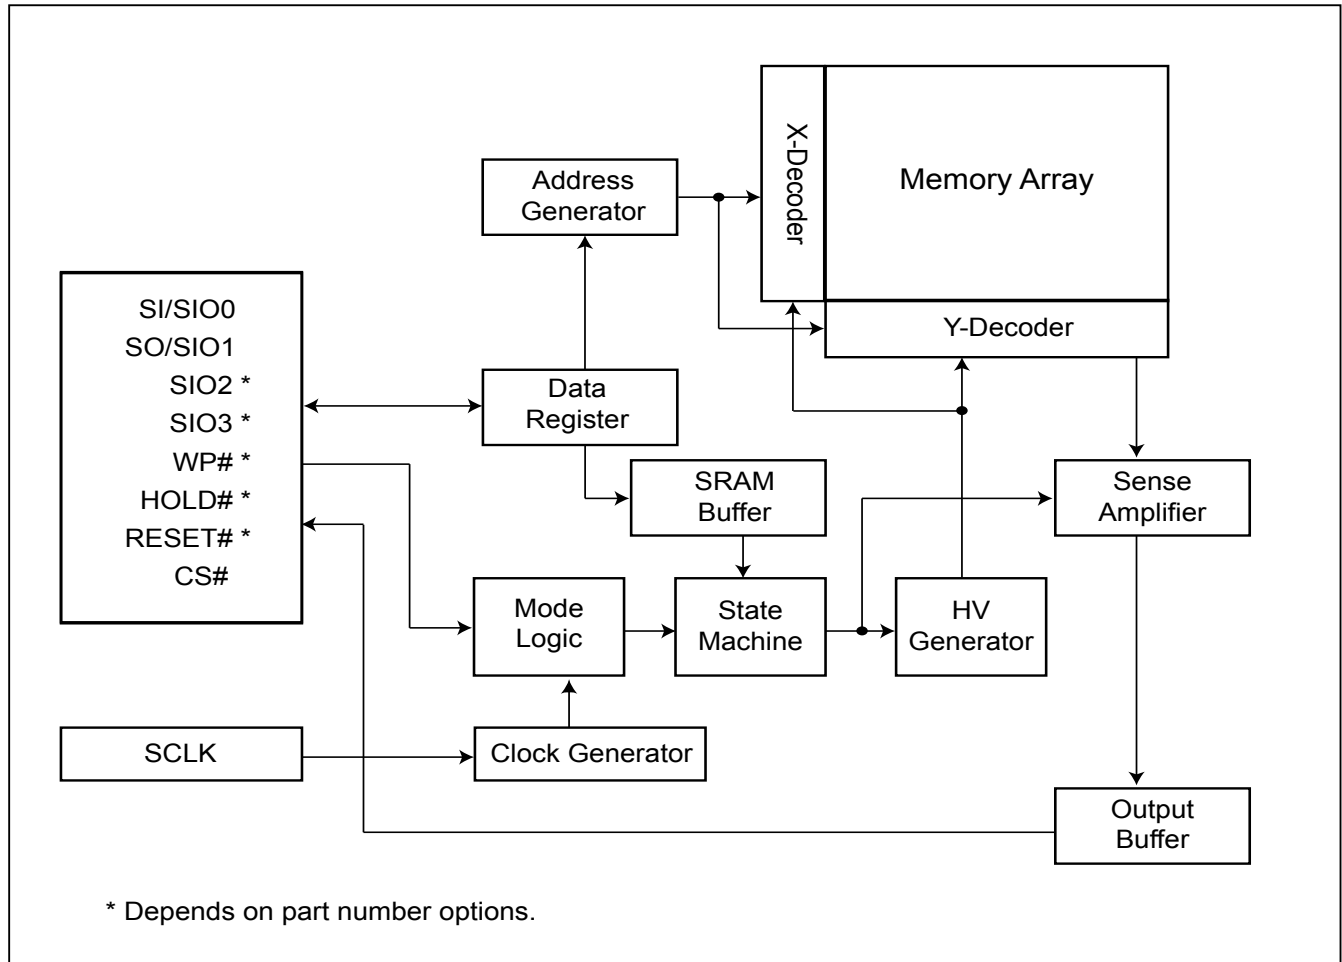 X-Decoder
Memory Array
Address
Generator
Y-Decoder
SI/SIO0
SO/SIO1
SIO2 *
SIO3 *
WP# *
HOLD# *
RESET# *
CS#
Data
Register
SRAM
Buffer
Sense
Amplifier
Mode
Logic
State
Machine
HV
Generator
SCLK
Clock Generator
Output
Buffer
* Depends on part number options.